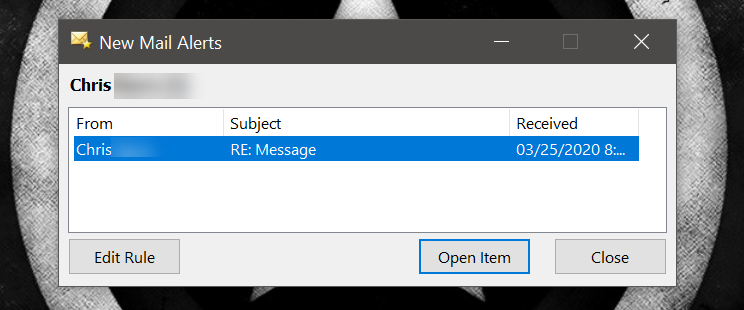 New Mail Alerts
Chris
From Subject Received
Chris RE: Message 03/25/2020 8:...
Edit Rule Open Item Close